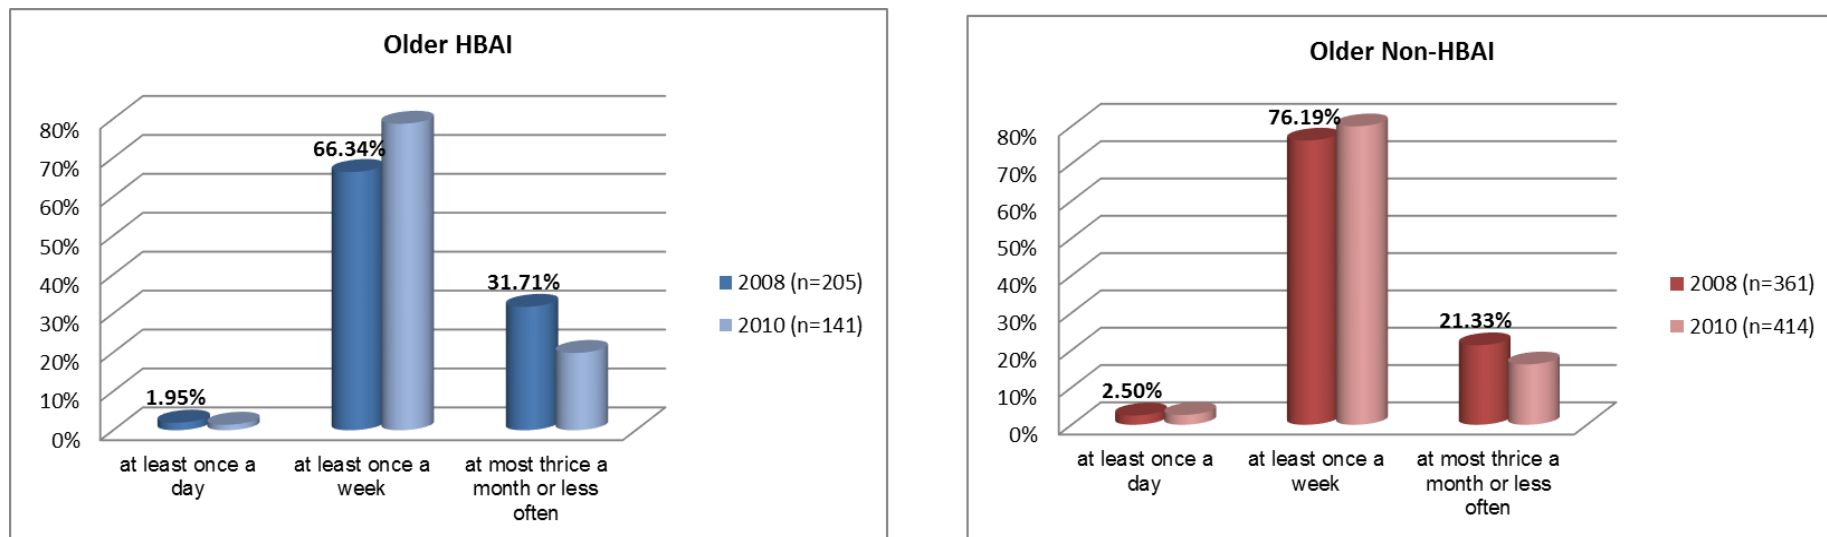 Older HBAI
80%
70%
60%
50%
40%
30%
20%
10%
0%
1.95%
66.34%
31.71%
at least once a
day
at least once a
week
at most thrice a
month or less
often
2008 (n=205)
2010 (n=141)
Older Non-HBAI
80%
70%
60%
50%
40%
30%
20%
10%
0%
2.50%
76.19%
21.33%
at least once a
day
at least once a
week
at most thrice a
month or less
often
2008 (n=361)
2010 (n=414)